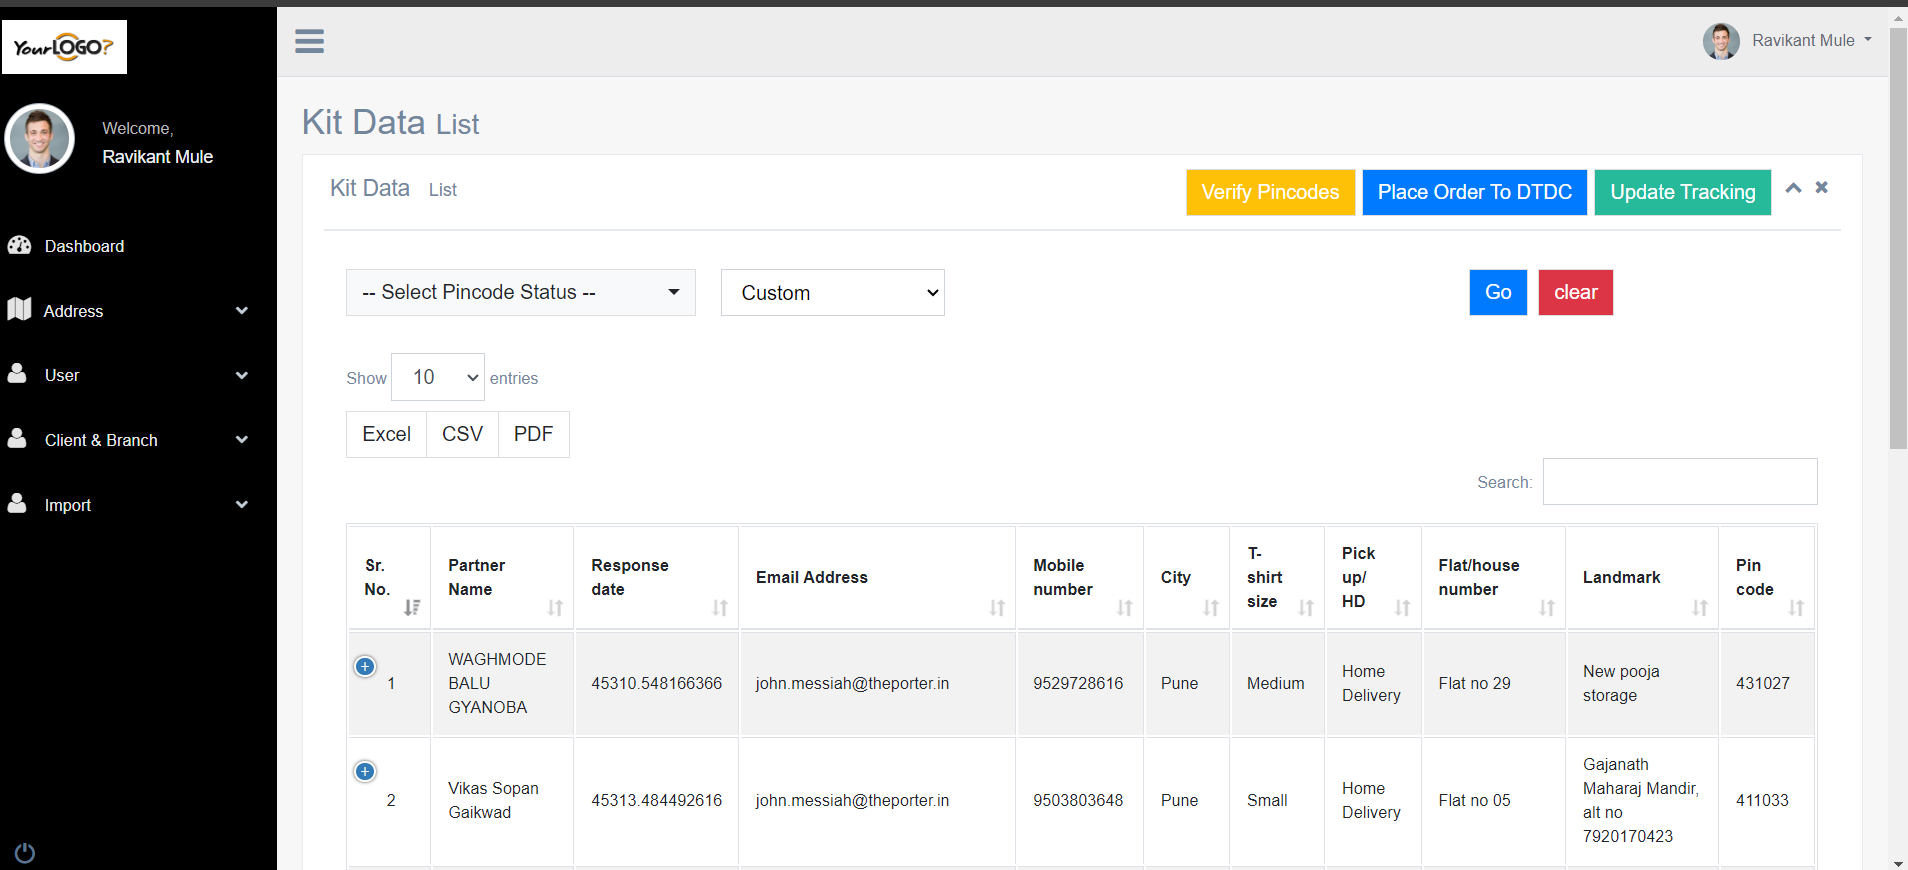 YourLOGO?
Ravikant Mule
Welcome,
Ravikant Mule
Dashboard
Address
User
Client & Branch
Import
Kit Data List
Kit Data List
Verify Pincodes
Place Order To DTDC
Update Tracking
-- Select Pincode Status --
Custom
Go
clear
Show 10 entries
Excel CSV PDF
Search:
Sr. No. Partner Name Response date Email Address Mobile number City T-shirt size Pick up/ HD Flat/house number Landmark Pin code
1 WAGHMODE BALU GYANOBA 45310.548166366 john.messiah@theporter.in 9529728616 Pune Medium Home Delivery Flat no 29 New pooja storage 431027
2 Vikas Sopan Gaikwad 45313.484492616 john.messiah@theporter.in 9503803648 Pune Small Home Delivery Flat no 05 Gajanath Maharaj Mandir, alt no 7920170423 411033